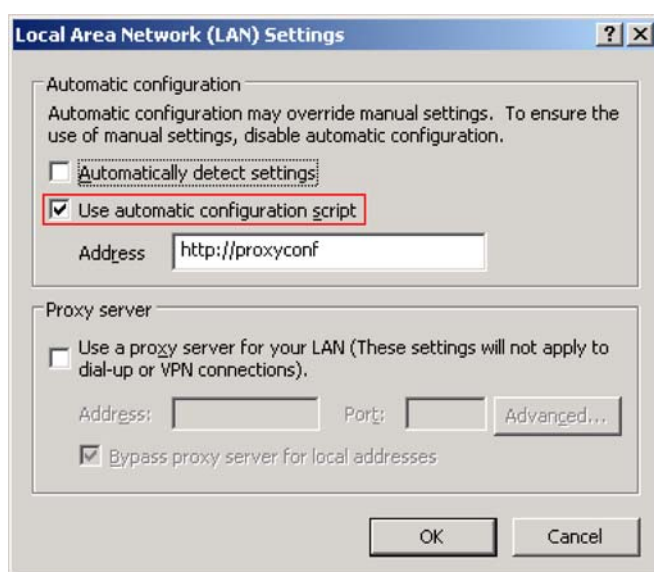 Local Area Network (LAN) Settings
Automatic configuration
Automatic configuration may override manual settings. To ensure the
use of manual settings, disable automatic configuration.
Automatically detect settings
Use automatic configuration script
Address http://proxyconf
Proxy server
Use a proxy server for your LAN (These settings will not apply to
dial-up or VPN connections).
Address: Port: Advanced...
Bypass proxy server for local addresses
OK Cancel